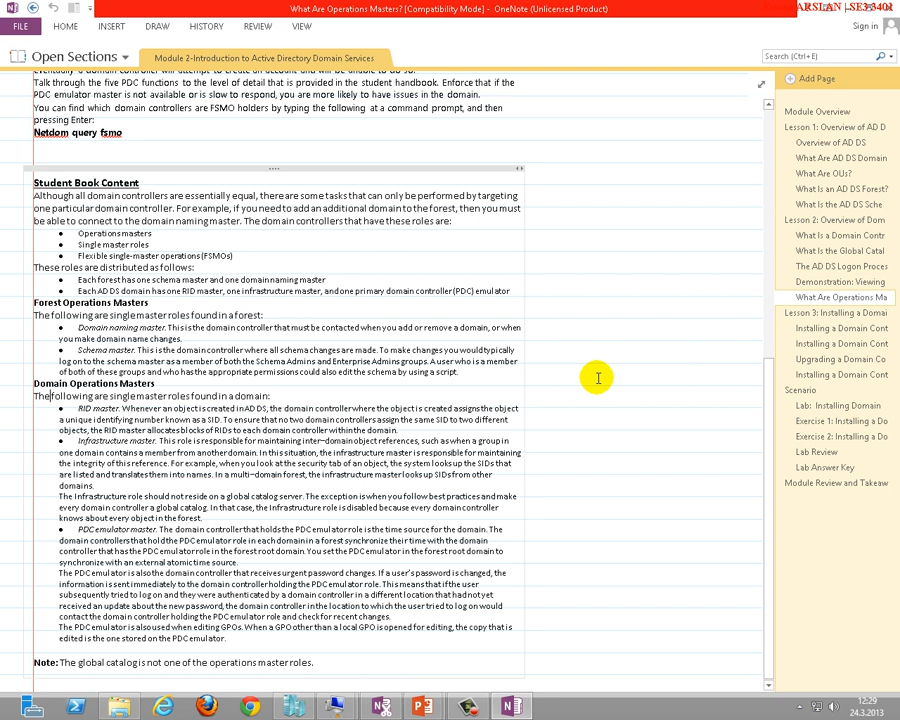 What Are Operations Masters? [Compatibility Mode] - OneNote (Unlicensed Product)
ARSLAN - SE3340t
FILE HOME INSERT DRAW HISTORY REVIEW VIEW
Sign in
Open Sections
Module 2-Introduction to Active Directory Domain Services
Search (Ctrl+E)
Eventually a domain controller will attempt to create an account and will be unable to do so.
Talk through the five PDC functions to the level of detail that is provided in the student handbook. Enforce that if the
PDC emulator master is not available or is slow to respond, you are more likely to have issues in the domain.
You can find which domain controllers are FSMO holders by typing the following at a command prompt, and then
pressing Enter:
Netdom query fsmo
Student Book Content
Although all domain controllers are essentially equal, there are some tasks that can only be performed by targeting
one particular domain controller. For example, if you need to add an additional domain to the forest, then you must
be able to connect to the domain naming master. The domain controllers that have these roles are:
● Operations masters
● Single master roles
● Flexible single-master operations (FSMOs)
These roles are distributed as follows:
● Each forest has one schema master and one domain naming master
● Each AD DS domain has one RID master, one infrastructure master, and one primary domain controller (PDC) emulator
Forest Operations Masters
The following are single master roles found in a forest:
● Domain naming master. This is the domain controller that must be contacted when you add or remove a domain, or when
you make domain name changes.
● Schema master. This is the domain controller where all schema changes are made. To make changes you would typically
log on to the schema master as a member of both the Schema Admins and Enterprise Admins groups. A user who is a member
of both of these groups and who has the appropriate permissions could also edit the schema by using a script.
Domain Operations Masters
The following are single master roles found in a domain:
● RID master. Whenever an object is created in AD DS, the domain controller where the object is created assigns the object
a unique identifying number known as a SID. To ensure that no two domain controllers assign the same SID to two different
objects, the RID master allocates blocks of RIDs to each domain controller within the domain.
● Infrastructure master. This role is responsible for maintaining inter-domain object references, such as when a group in
one domain contains a member from another domain. In this situation, the infrastructure master is responsible for maintaining
the integrity of this reference. For example, when you look at the security tab of an object, the system looks up the SIDs that
are listed and translates them into names. In a multi-domain forest, the infrastructure master looks up SIDs from other
domains.
The Infrastructure role should not reside on a global catalog server. The exception is when you follow best practices and make
every domain controller a global catalog. In that case, the Infrastructure role is disabled because every domain controller
knows about every object in the forest.
● PDC emulator master. The domain controller that holds the PDC emulator role is the time source for the domain. The
domain controllers that hold the PDC emulator role in each domain in a forest synchronize their time with the domain
controller that has the PDC emulator role in the forest root domain. You set the PDC emulator in the forest root domain to
synchronize with an external atomic time source.
The PDC emulator is also the domain controller that receives urgent password changes. If a user's password is changed, the
information is sent immediately to the domain controller holding the PDC emulator role. This means that if the user
subsequently tried to log on and they were authenticated by a domain controller in a different location that had not yet
received an update about the new password, the domain controller in the location to which the user tried to log on would
contact the domain controller holding the PDC emulator role and check for recent changes.
The PDC emulator is also used when editing GPOs. When a GPO other than a local GPO is opened for editing, the copy that is
edited is the one stored on the PDC emulator.
Note: The global catalog is not one of the operations master roles.
Add Page
Module Overview
Lesson 1: Overview of AD D
Overview of AD DS
What Are AD DS Domain
What Are OUs?
What Is an AD DS Forest?
What Is the AD DS Sche
Lesson 2: Overview of Dom
What Is a Domain Contr
What Is the Global Catal
The AD DS Logon Proces
Demonstration: Viewing
What Are Operations Ma
Lesson 3: Installing a Domai
Installing a Domain Cont
Installing a Domain Cont
Upgrading a Domain Co
Installing a Domain Cont
Scenario
Lab: Installing Domain
Exercise 1: Installing a Do
Exercise 2: Installing a Do
Lab Review
Lab Answer Key
Module Review and Takeaw
12:29
24.3.2013